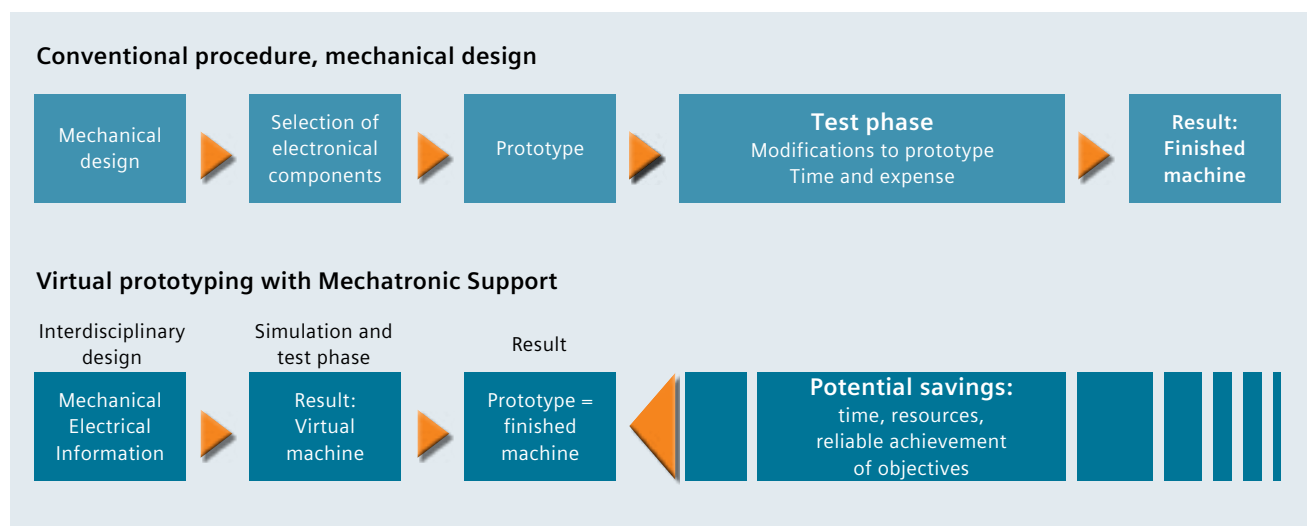 Conventional procedure, mechanical design
Mechanical
design
Selection of
electronical
components
Prototype
Test phase
Modifications to prototype
Time and expense
Result:
Finished
machine
Virtual prototyping with Mechatronic Support
Interdisciplinary
design
Mechanical
Electrical
Information
Simulation and
test phase
Result:
Virtual
machine
Result
Prototype =
finished
machine
Potential savings:
time, resources,
reliable achievement
of objectives